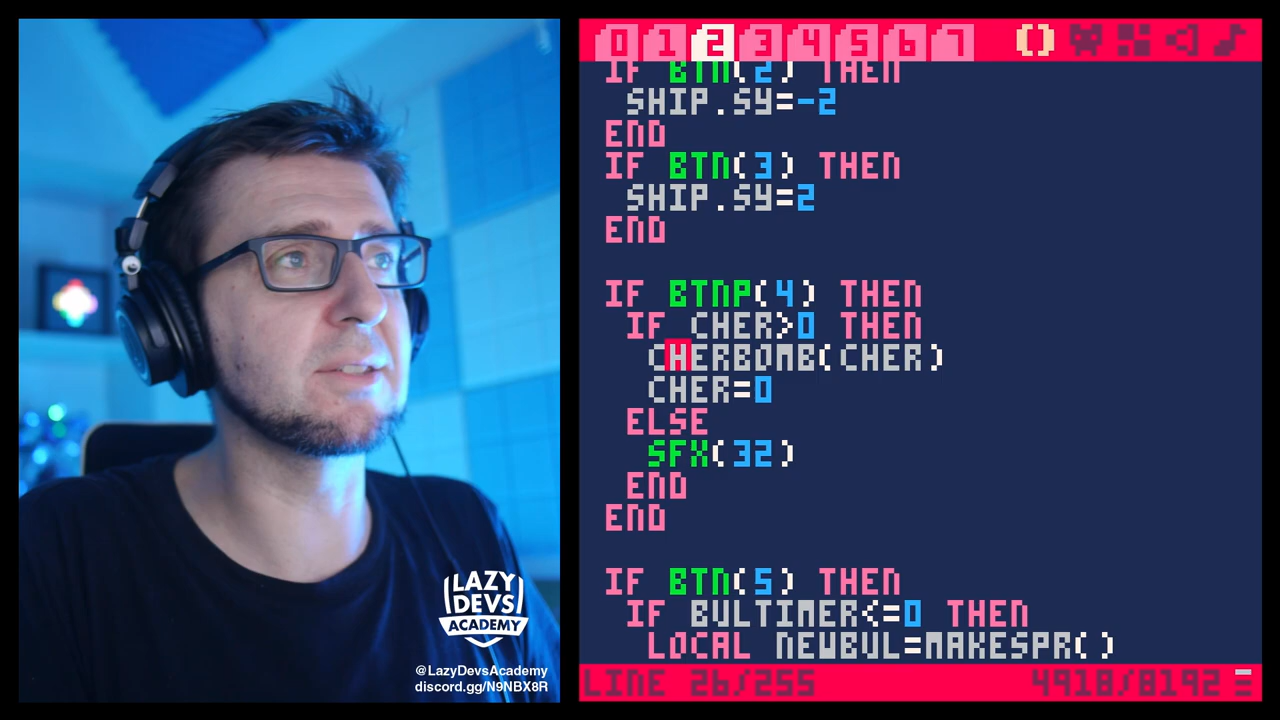 LAZY
DEVS
ACADEMY
@LazyDevsAcademy
discord.gg/N9NBX8R
0 1 2 3 4 5 6 7 ()
IF BTN(2) THEN
SHIP.SY=-2
END
IF BTN(3) THEN
SHIP.SY=2
END
IF BTNP(4) THEN
IF CHER>0 THEN
CHERBOMB(CHER)
CHER=0
ELSE
SFX(32)
END
END
IF BTN(5) THEN
IF BULTIMER<=0 THEN
LOCAL NEWBUL=MAKESPR()
LINE 26/255
4918/8192